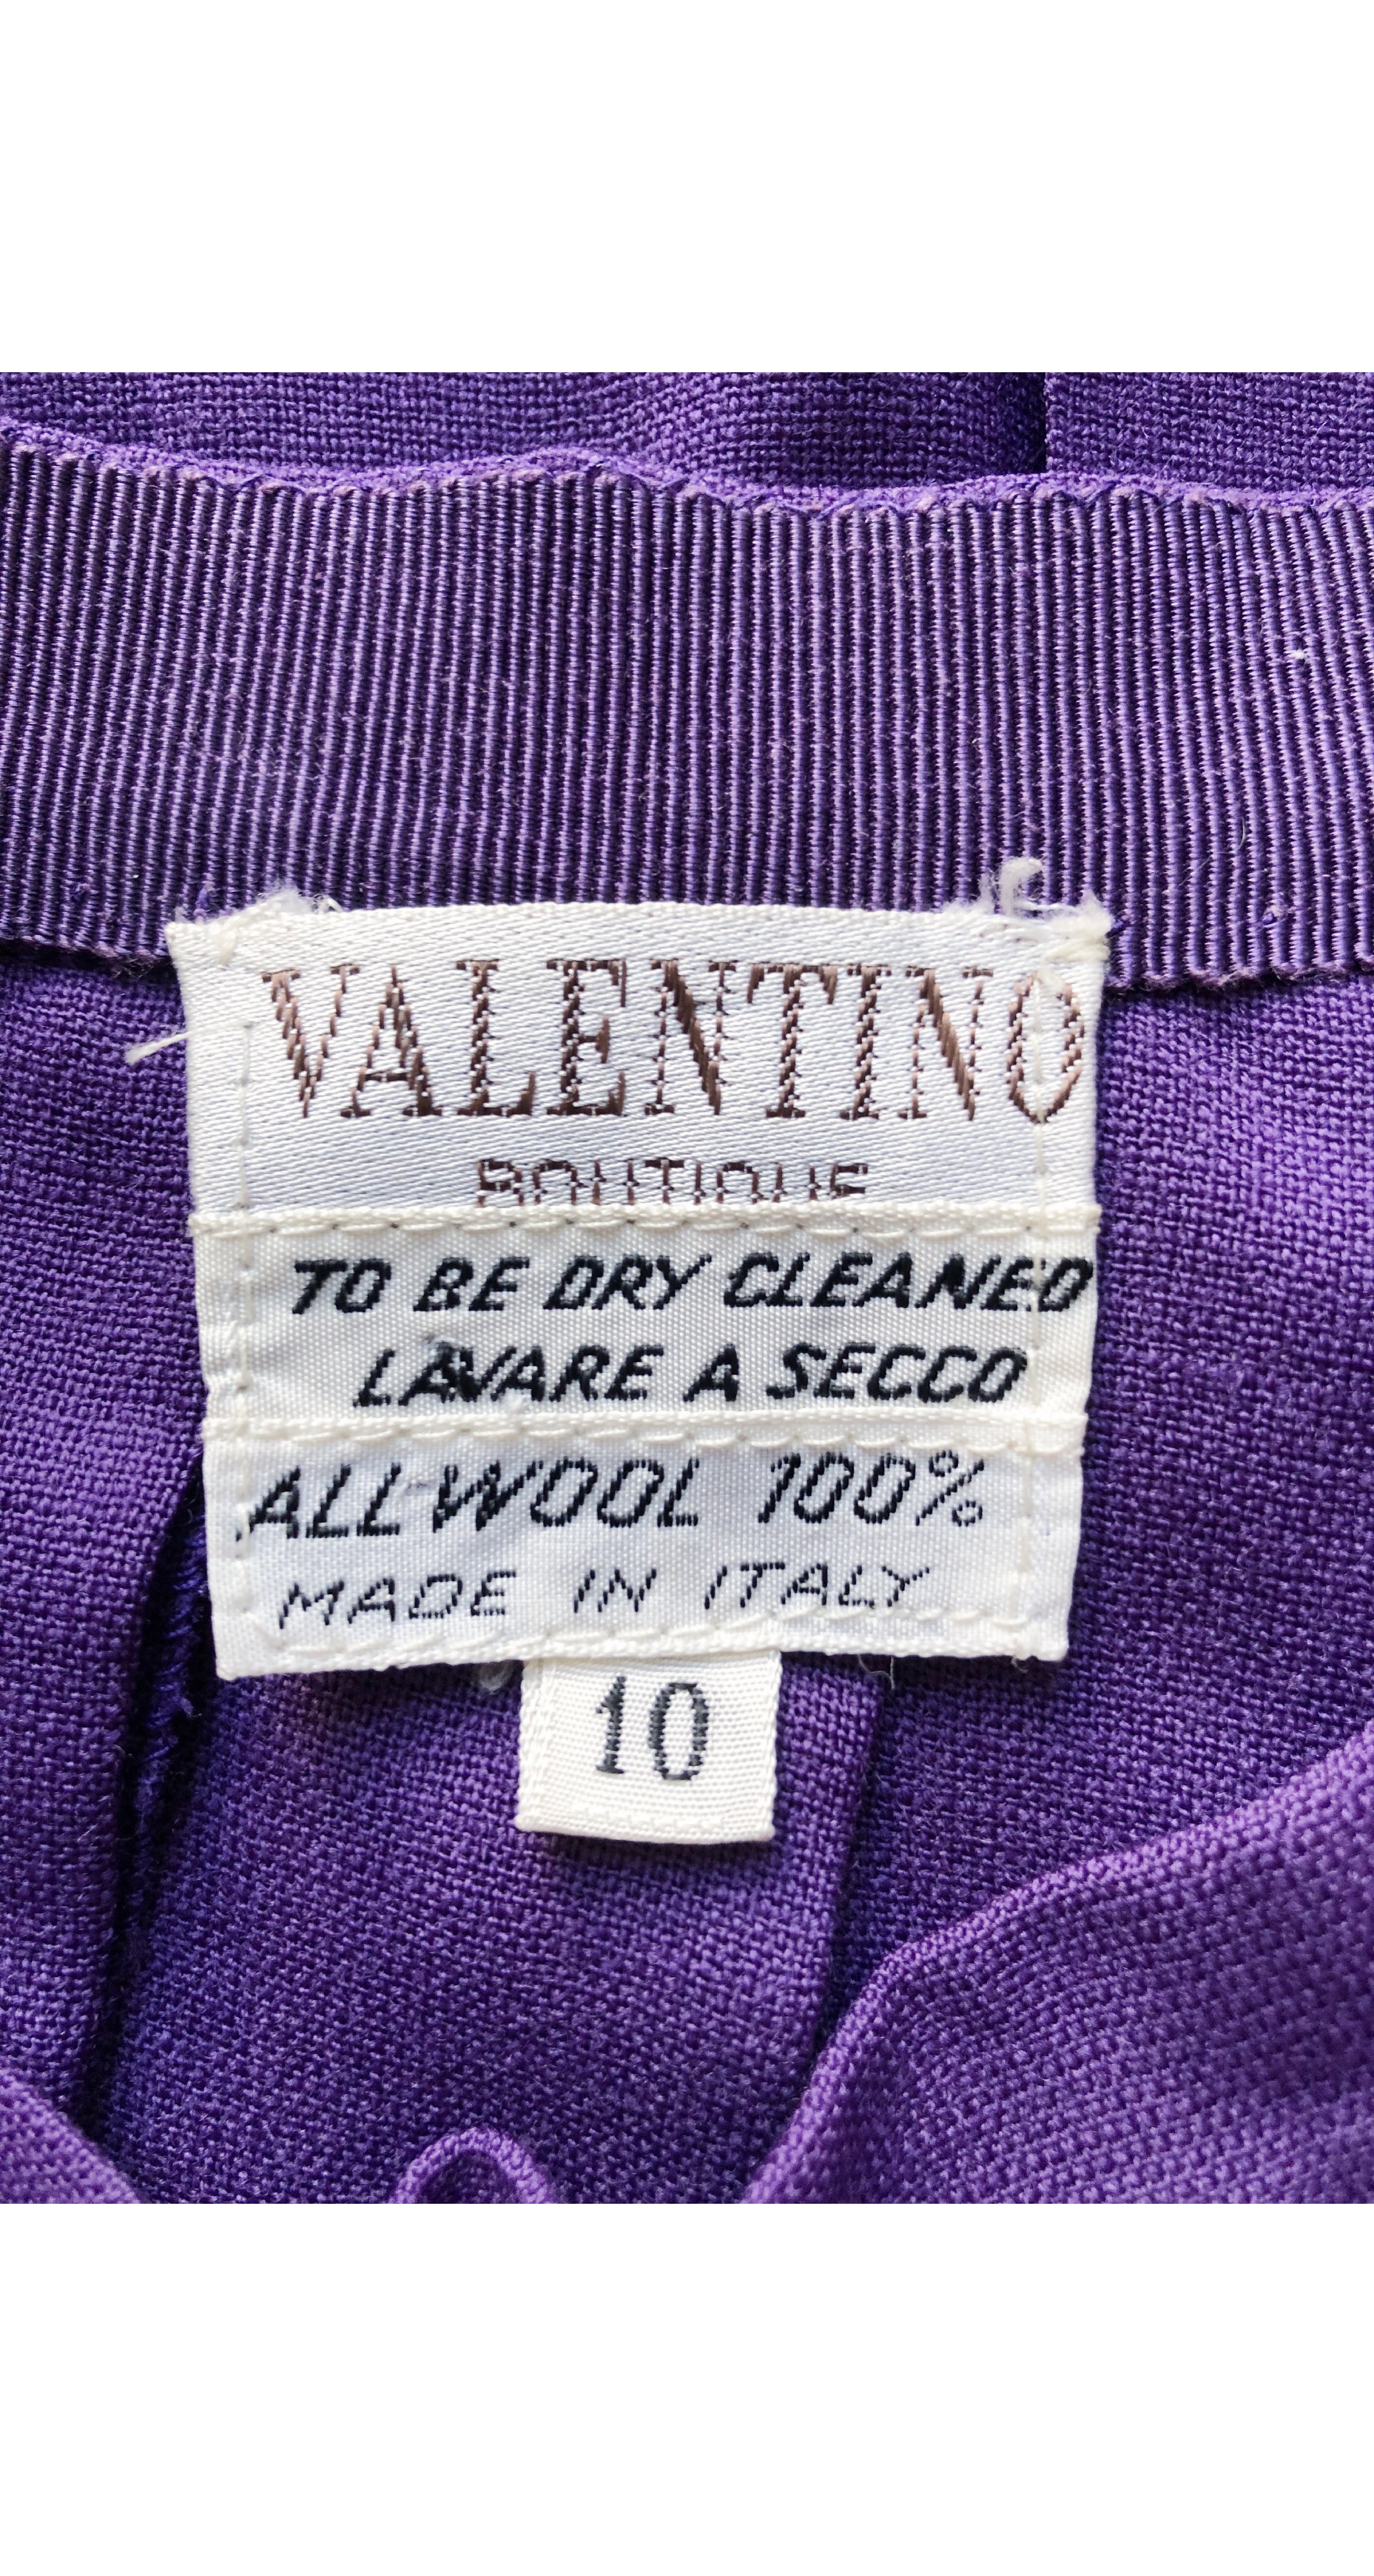 VALENTINO
BOUTIQUE
TO BE DRY CLEANED
LAVARE A SECCO
ALL WOOL 100%
MADE IN ITALY
10